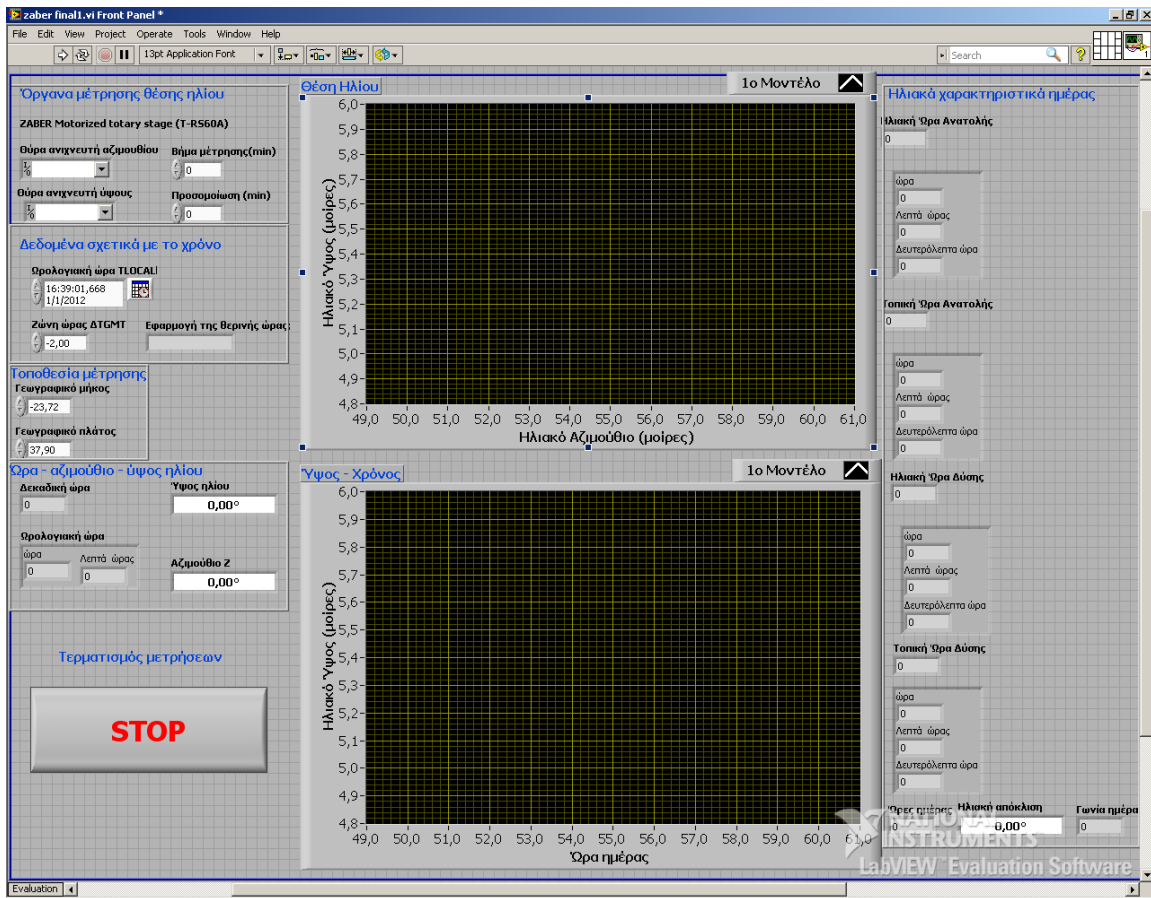 zaber final1.vi Front Panel *
File Edit View Project Operate Tools Window Help
13pt Application Font
Search
Όργανα μέτρησης θέσης ηλίου
ZABER Motorized totary stage (T-RS60A)
Θύρα ανιχνευτή αζιμουθίου
Βήμα μέτρησης(min)
0
Θύρα ανιχνευτή ύψους
Προσομοίωση (min)
0
Δεδομένα σχετικά με το χρόνο
Ωρολογιακή ώρα TLOCAL
16:39:01,668
1/1/2012
Ζώνη ώρας ΔTGMT
Εφαρμογή της θερινής ώρας;
-2,00
Τοποθεσία μέτρησης
Γεωγραφικό μήκος
-23,72
Γεωγραφικό πλάτος
37,90
Ώρα - αζιμούθιο - ύψος ηλίου
Δεκαδική ώρα
Ύψος ηλίου
0
0,00°
Ωρολογιακή ώρα
ώρα
Λεπτά ώρας
0
0
Αζιμούθιο Z
0,00°
Τερματισμός μετρήσεων
STOP
Θέση Ηλίου
1ο Μοντέλο
Ηλιακό Ύψος (μοίρες)
6,0
5,9
5,8
5,7
5,6
5,5
5,4
5,3
5,2
5,1
5,0
4,9
4,8
49,0 50,0 51,0 52,0 53,0 54,0 55,0 56,0 57,0 58,0 59,0 60,0 61,0
Ηλιακό Αζιμούθιο (μοίρες)
Ύψος - Χρόνος
1ο Μοντέλο
Ηλιακό Ύψος (μοίρες)
6,0
5,9
5,8
5,7
5,6
5,5
5,4
5,3
5,2
5,1
5,0
4,9
4,8
49,0 50,0 51,0 52,0 53,0 54,0 55,0 56,0 57,0 58,0 59,0 60,0 61,0
Ώρα ημέρας
Ηλιακά χαρακτηριστικά ημέρας
Ηλιακή Ώρα Ανατολής
0
ώρα
0
Λεπτά ώρας
0
Δευτερόλεπτα ώρα
0
Τοπική Ώρα Ανατολής
0
ώρα
0
Λεπτά ώρας
0
Δευτερόλεπτα ώρα
0
Ηλιακή Ώρα Δύσης
0
ώρα
0
Λεπτά ώρας
0
Δευτερόλεπτα ώρα
0
Τοπική Ώρα Δύσης
0
ώρα
0
Λεπτά ώρας
0
Δευτερόλεπτα ώρα
0
Ώρες ημέρας
Ηλιακή απόκλιση
Γωνία ημέρα
0
0,00°
0
NATIONAL
INSTRUMENTS
LabVIEW™ Evaluation Software
Evaluation